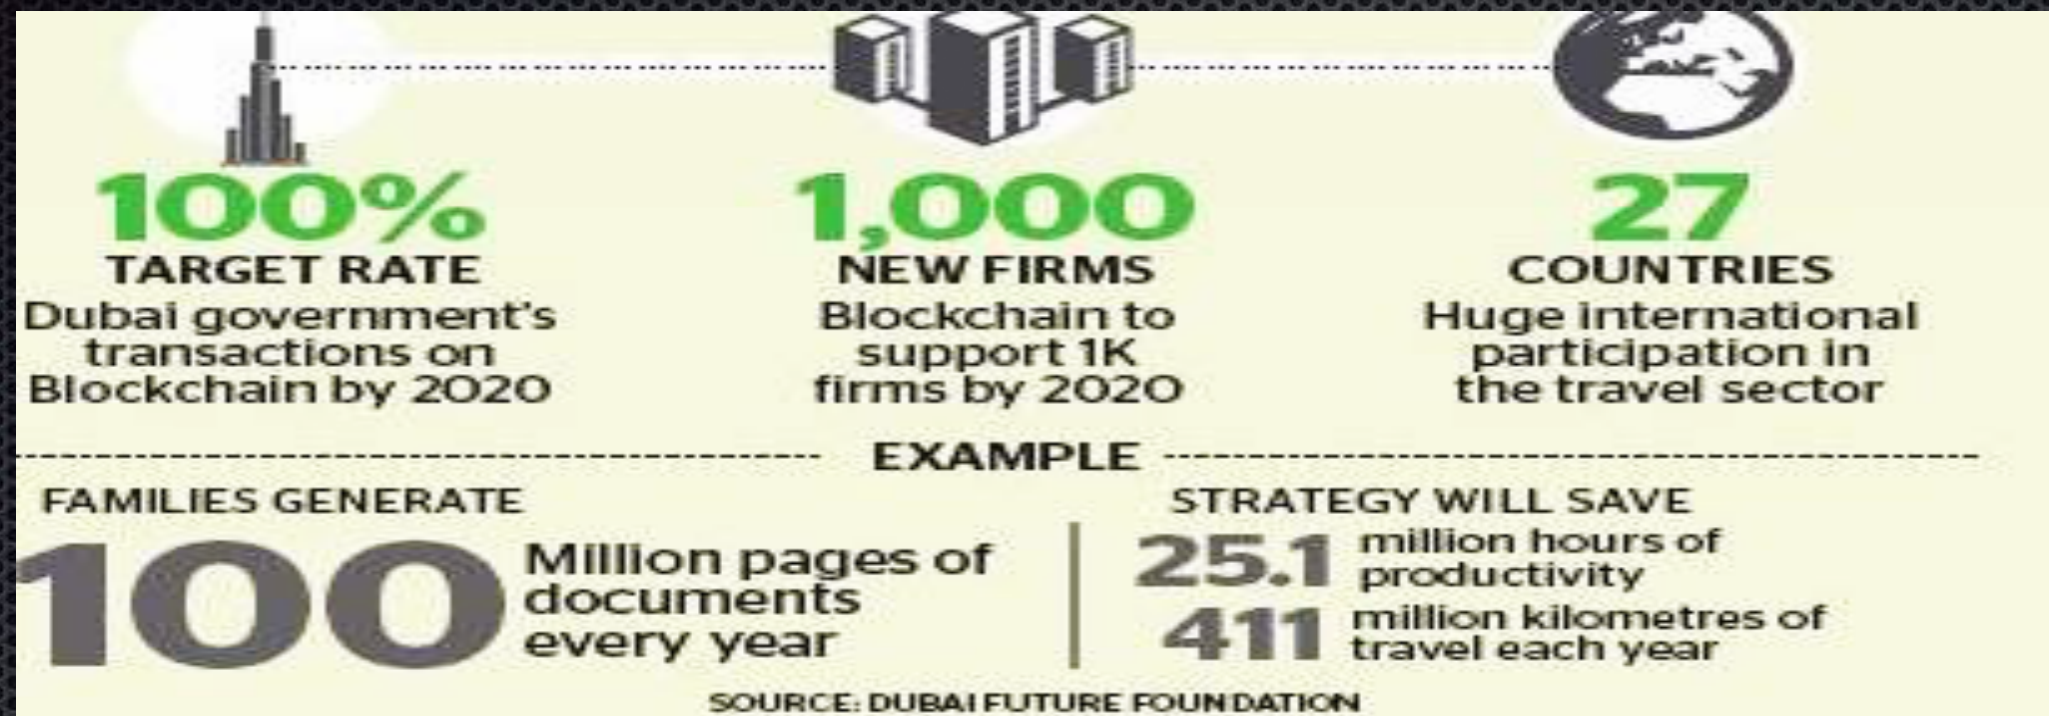 100%
TARGET RATE
Dubai government's
transactions on
Blockchain by 2020
1,000
NEW FIRMS
Blockchain to
support 1K
firms by 2020
27
COUNTRIES
Huge international
participation in
the travel sector
EXAMPLE
FAMILIES GENERATE
100
Million pages of
documents
every year
STRATEGY WILL SAVE
25.1
million hours of
productivity
411
million kilometres of
travel each year
SOURCE: DUBAI FUTURE FOUNDATION